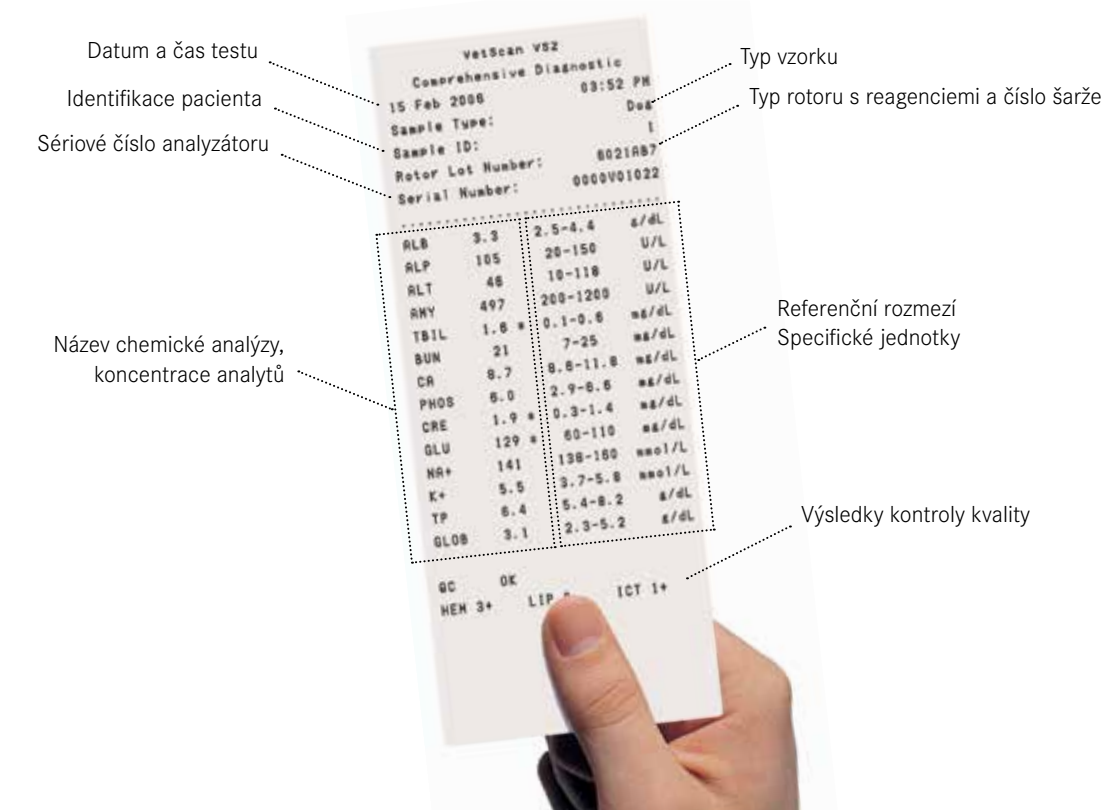 Datum a čas testu
Identifikace pacienta
Sériové číslo analyzátoru
Název chemické analýzy,
koncentrace analytů
VetScan VS2
Comprehensive Diagnostic
15 Feb 2006 03:52 PM
Sample Type: Dog
Sample ID: 1
Rotor Lot Number: 6021AB7
Serial Number: 0000V01022
ALB 3.3 2.5-4.4 g/dL
ALP 105 20-150 U/L
ALT 46 10-118 U/L
AMY 497 200-1200 U/L
TBIL 1.6 * 0.1-0.6 mg/dL
BUN 21 7-25 mg/dL
CA 8.7 8.6-11.8 mg/dL
PHOS 6.0 2.9-6.6 mg/dL
CRE 1.9 * 0.3-1.4 mg/dL
GLU 129 * 60-110 mg/dL
NA+ 141 138-160 mmol/L
K+ 5.5 3.7-5.8 mmol/L
TP 6.4 5.4-8.2 g/dL
GLOB 3.1 2.3-5.2 g/dL
QC OK
HEM 3+ LIP ICT 1+
Typ vzorku
Typ rotoru s reagenciemi a číslo šarže
Referenční rozmezí
Specifické jednotky
Výsledky kontroly kvality